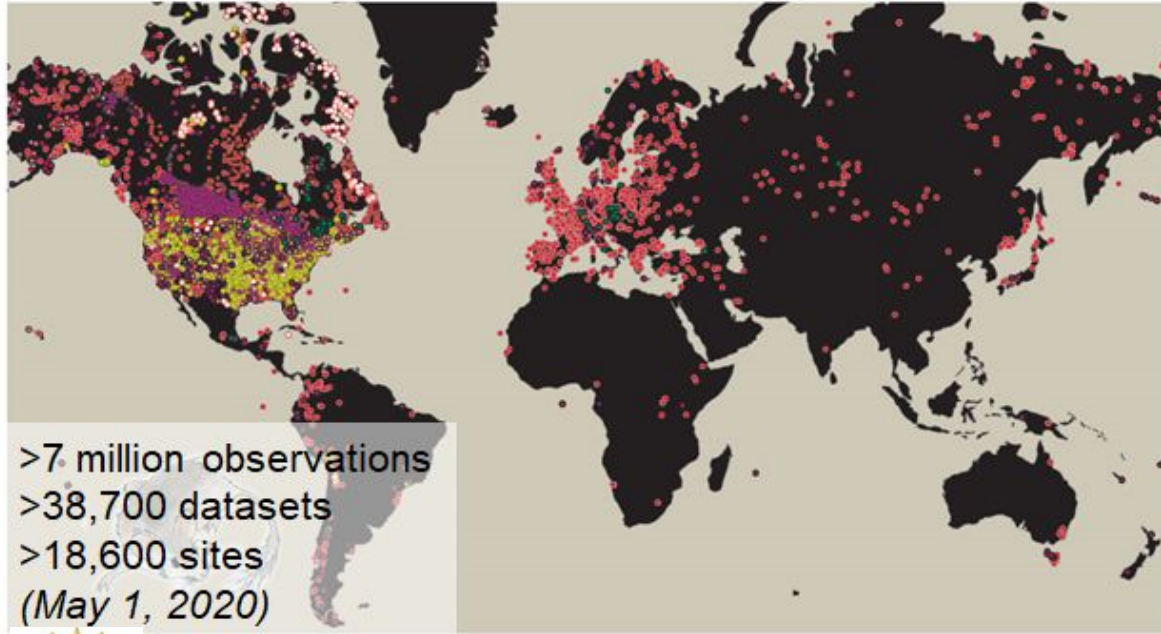 >7 million observations
>38,700 datasets
>18,600 sites
(May 1, 2020)